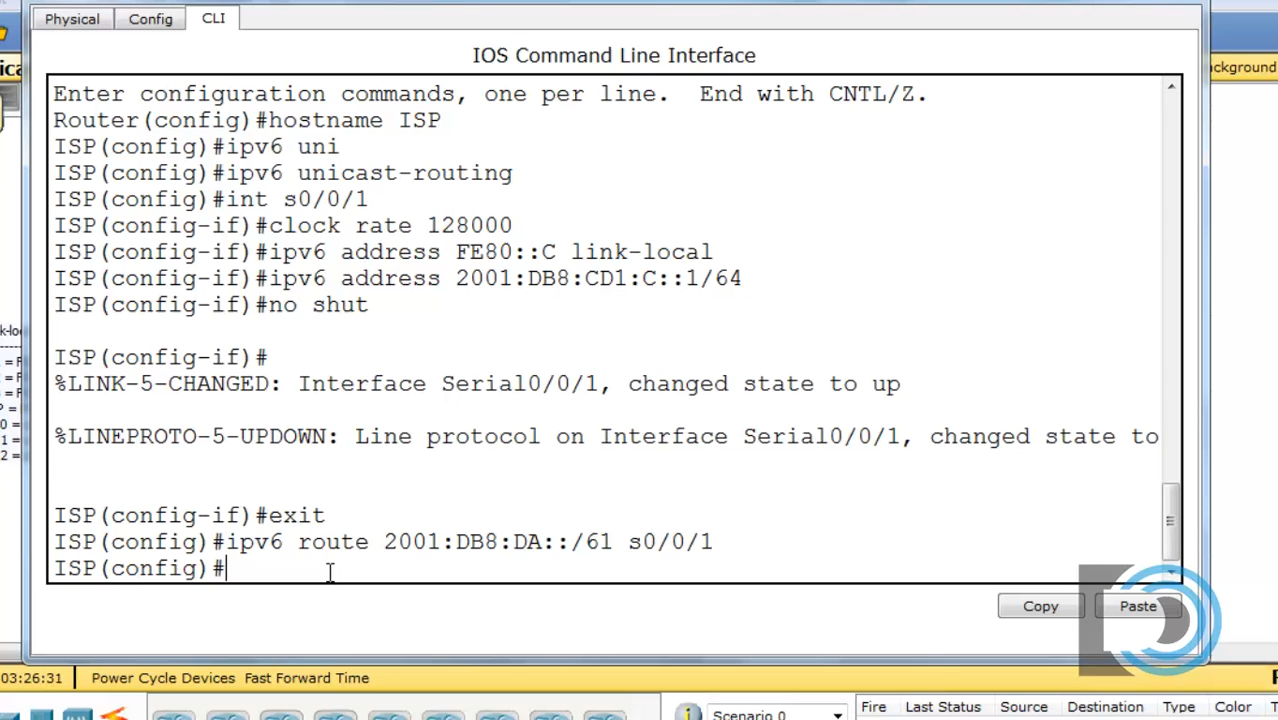 Physical Config CLI
IOS Command Line Interface
ackground
Enter configuration commands, one per line.  End with CNTL/Z.
Router(config)#hostname ISP
ISP(config)#ipv6 uni
ISP(config)#ipv6 unicast-routing
ISP(config)#int s0/0/1
ISP(config-if)#clock rate 128000
ISP(config-if)#ipv6 address FE80::C link-local
ISP(config-if)#ipv6 address 2001:DB8:CD1:C::1/64
ISP(config-if)#no shut
ISP(config-if)#
%LINK-5-CHANGED: Interface Serial0/0/1, changed state to up
%LINEPROTO-5-UPDOWN: Line protocol on Interface Serial0/0/1, changed state to
ISP(config-if)#exit
ISP(config)#ipv6 route 2001:DB8:DA::/61 s0/0/1
ISP(config)#
Copy Paste
03:26:31 Power Cycle Devices Fast Forward Time
Scenario 0
Fire Last Status Source Destination Type Color